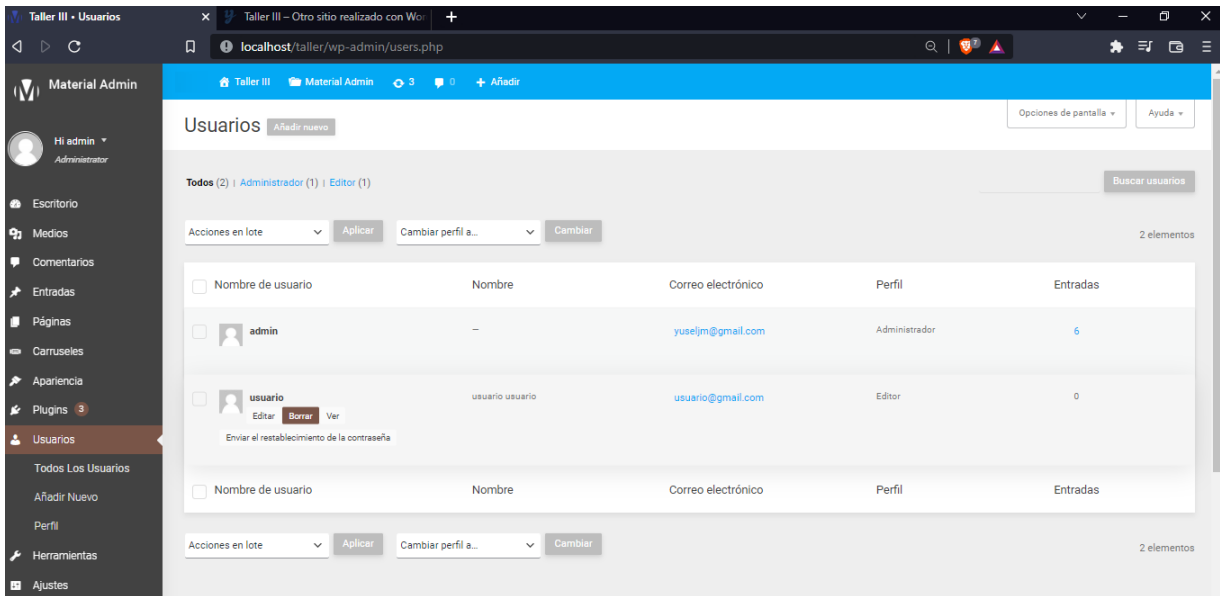 Taller III • Usuarios
Taller III – Otro sitio realizado con Wor
localhost/taller/wp-admin/users.php
7
Material Admin
Taller III
Material Admin
3
0
+ Añadir
Hi admin
Administrator
Usuarios
Añadir nuevo
Opciones de pantalla
Ayuda
Todos (2) | Administrador (1) | Editor (1)
Buscar usuarios
Acciones en lote
Aplicar
Cambiar perfil a...
Cambiar
2 elementos
Escritorio
Medios
Comentarios
Entradas
Páginas
Carruseles
Apariencia
Plugins 3
Usuarios
Todos Los Usuarios
Añadir Nuevo
Perfil
Herramientas
Ajustes
Nombre de usuario Nombre Correo electrónico Perfil Entradas
admin — yuseljm@gmail.com Administrador 6
usuario usuario usuario usuario@gmail.com Editor 0
Editar Borrar Ver
Enviar el restablecimiento de la contraseña
Nombre de usuario Nombre Correo electrónico Perfil Entradas
Acciones en lote
Aplicar
Cambiar perfil a...
Cambiar
2 elementos